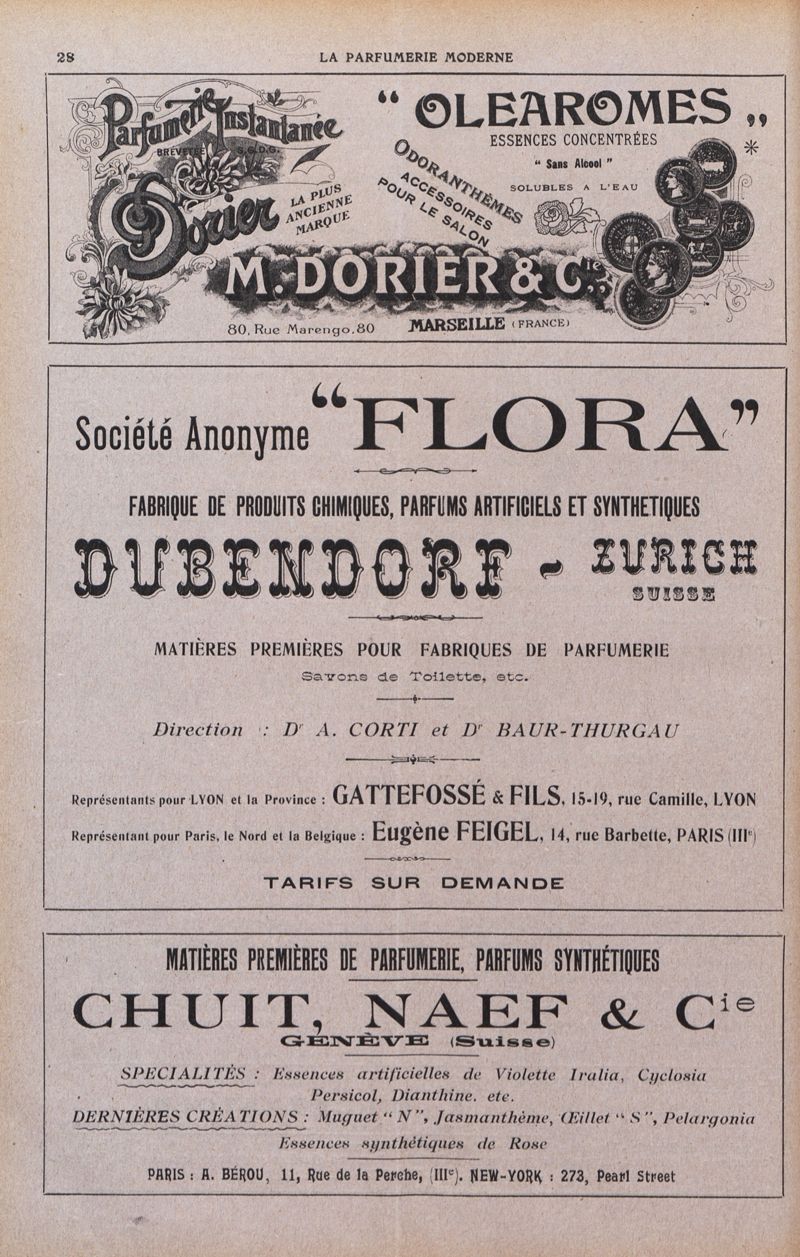 28
LA PARFUMERIE MODERNE
Parfumerie Instantanée
BREVETÉE S.G.D.G.
Dorier
LA PLUS
ANCIENNE
MARQUE
“ OLEAROMES „
ESSENCES CONCENTRÉES
“ Sans Alcool ”
SOLUBLES A L'EAU
ODORANTHÈMES
ACCESSOIRES
POUR LE SALON
M. DORIER & Cie
80, Rue Marengo.80 MARSEILLE (FRANCE)
Société Anonyme “FLORA”
FABRIQUE DE PRODUITS CHIMIQUES, PARFUMS ARTIFICIELS ET SYNTHETIQUES
DUBENDORF - ZURICH
SUISSE
MATIÈRES PREMIÈRES POUR FABRIQUES DE PARFUMERIE
Savons de Toilette, etc.
Direction : Dr A. CORTI et Dr BAUR-THURGAU
Représentants pour LYON et la Province : GATTEFOSSÉ & FILS, 15-19, rue Camille, LYON
Représentant pour Paris, le Nord et la Belgique : Eugène FEIGEL, 14, rue Barbette, PARIS (IIIe)
TARIFS SUR DEMANDE
MATIÈRES PREMIÈRES DE PARFUMERIE, PARFUMS SYNTHÉTIQUES
CHUIT, NAEF & Cie
GENÈVE (Suisse)
SPECIALITÉS : Essences artificielles de Violette Iralia, Cyclosia
Persicol, Dianthine. etc.
DERNIÈRES CRÉATIONS : Muguet “ N ”, Jasmanthème, Œillet “ S ”, Pelargonia
Essences synthétiques de Rose
PARIS : A. BÉROU, 11, Rue de la Perche, (IIIe). NEW-YORK : 273, Pearl Street